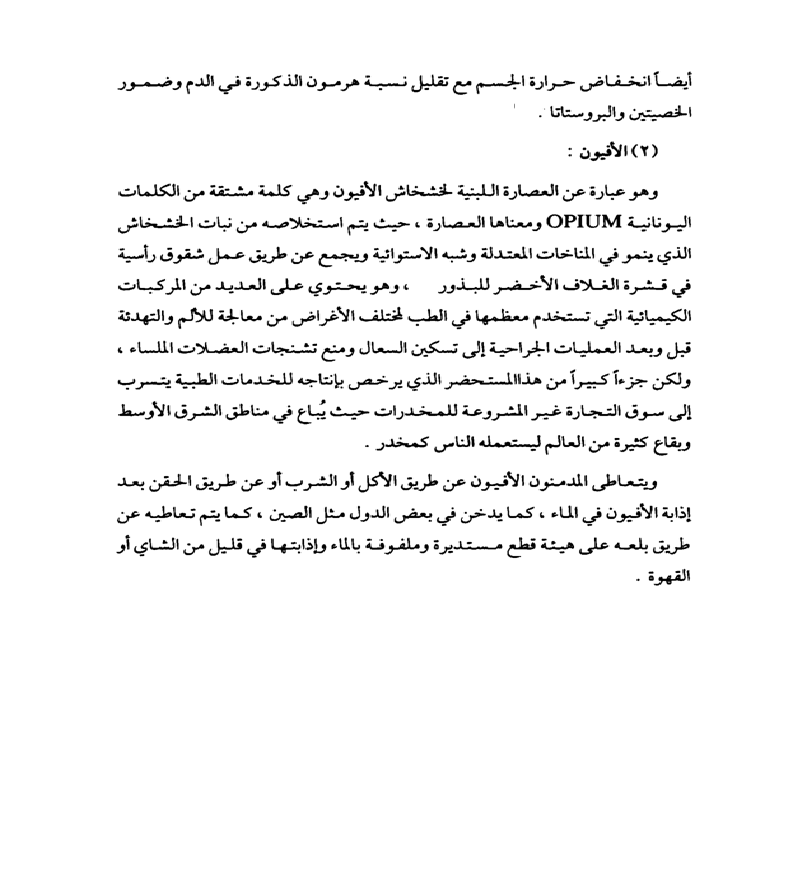 أيضاً انخفاض حرارة الجسم مع تقليل نسبة هرمون الذكورة في الدم وضمور
الخصيتين والبروستاتا .
(٢) الأفيون :
وهو عبارة عن العصارة اللبنية لخشخاش الأفيون وهي كلمة مشتقة من الكلمات
اليونانية OPIUM ومعناها العصارة ، حيث يتم استخلاصه من نبات الخشخاش
الذي ينمو في المناخات المعتدلة وشبه الاستوائية ويجمع عن طريق عمل شقوق رأسية
في قشرة الغلاف الأخضر للبذور ، وهو يحتوي على العديد من المركبات
الكيميائية التي تستخدم معظمها في الطب لمختلف الأغراض من معالجة للألم والتهدئة
قبل وبعد العمليات الجراحية إلى تسكين السعال ومنع تشنجات العضلات الملساء ،
ولكن جزءاً كبيراً من هذاالمستحضر الذي يرخص بإنتاجه للخدمات الطبية يتسرب
إلى سوق التجارة غير المشروعة للمخدرات حيث يُباع في مناطق الشرق الأوسط
وبقاع كثيرة من العالم ليستعمله الناس كمخدر .
ويتعاطى المدمنون الأفيون عن طريق الأكل أو الشرب أو عن طريق الحقن بعد
إذابة الأفيون في الماء ، كما يدخن في بعض الدول مثل الصين ، كما يتم تعاطيه عن
طريق بلعه على هيئة قطع مستديرة وملفوفة بالماء وإذابتها في قليل من الشاي أو
القهوة .